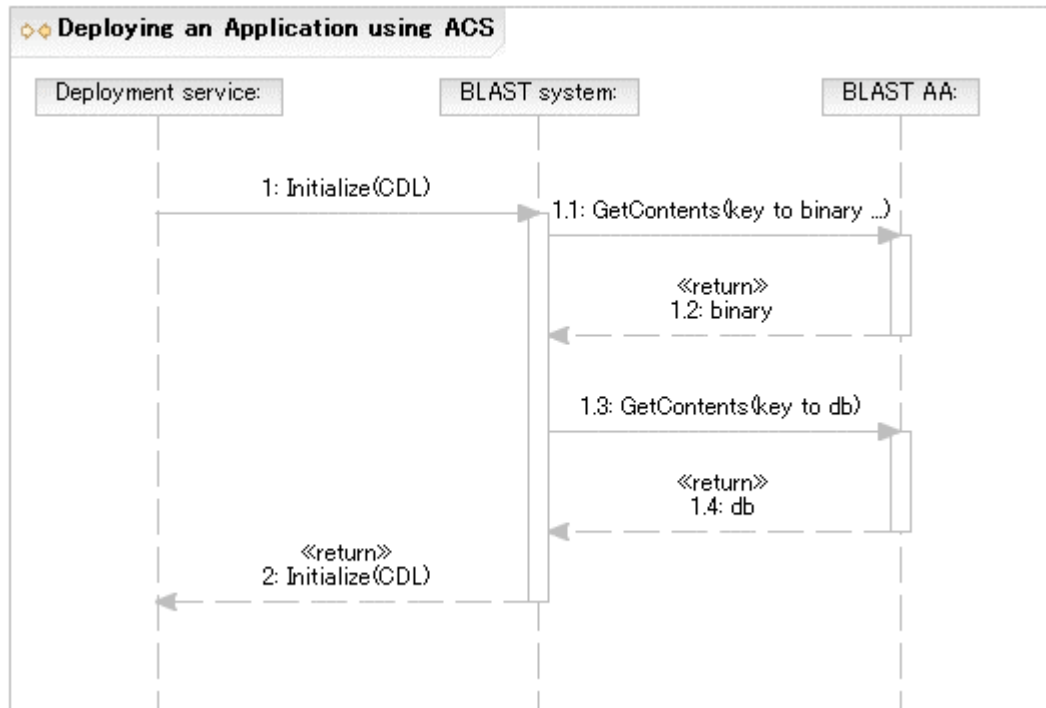 Deploying an Application using ACS
Deployment service:
BLAST system:
BLAST AA:
1: Initialize(CDL)
1.1: GetContents(key to binary ...)
≪return≫
1.2: binary
1.3: GetContents(key to db)
≪return≫
1.4: db
≪return≫
2: Initialize(CDL)